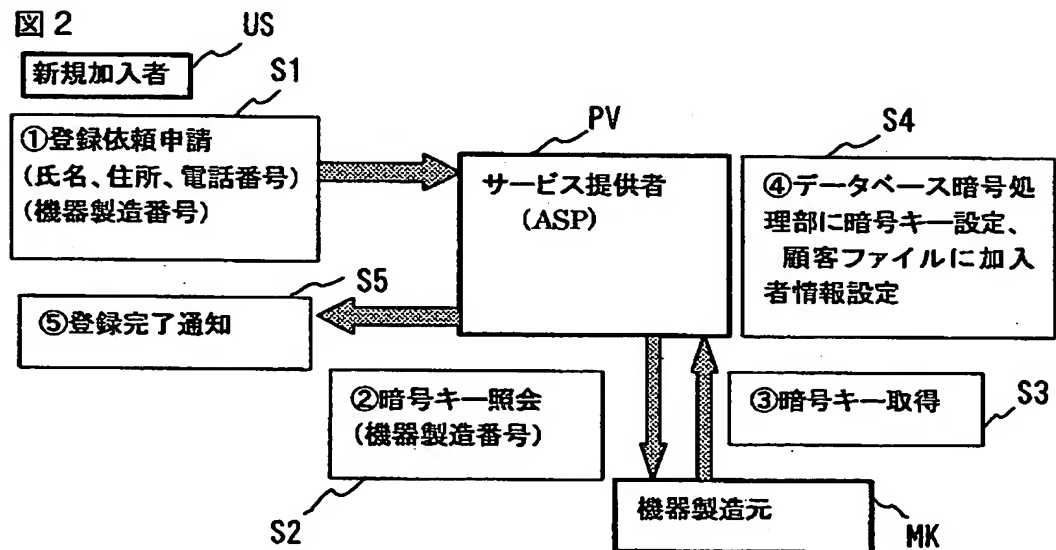 図2
US
新規加入者
S1
①登録依頼申請
(氏名、住所、電話番号)
(機器製造番号)
PV
サービス提供者
(ASP)
S4
④データベース暗号処
理部に暗号キー設定、
顧客ファイルに加入
者情報設定
S5
⑤登録完了通知
②暗号キー照会
(機器製造番号)
S2
③暗号キー取得
S3
機器製造元
MK